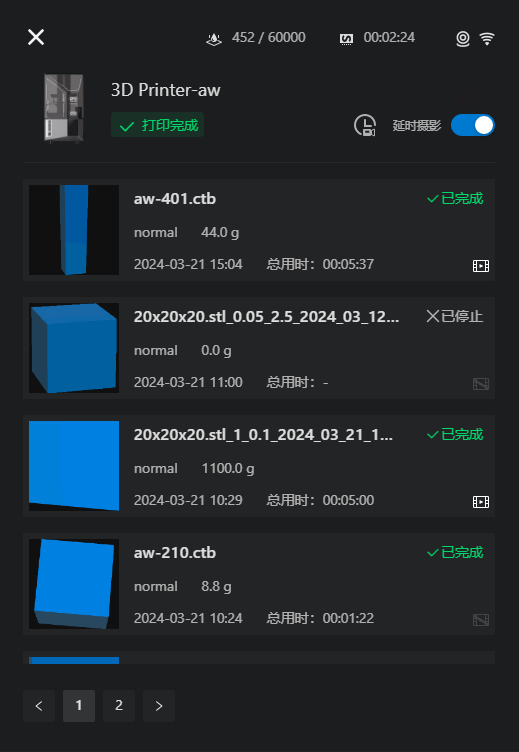 452 / 60000 00:02:24
3D Printer-aw
打印完成 延时摄影
aw-401.ctb 已完成
normal 44.0 g
2024-03-21 15:04 总用时：00:05:37
20x20x20.stl_0.05_2.5_2024_03_12... 已停止
normal 0.0 g
2024-03-21 11:00 总用时：-
20x20x20.stl_1_0.1_2024_03_21_1... 已完成
normal 1100.0 g
2024-03-21 10:29 总用时：00:05:00
aw-210.ctb 已完成
normal 8.8 g
2024-03-21 10:24 总用时：00:01:22
< 1 2 >